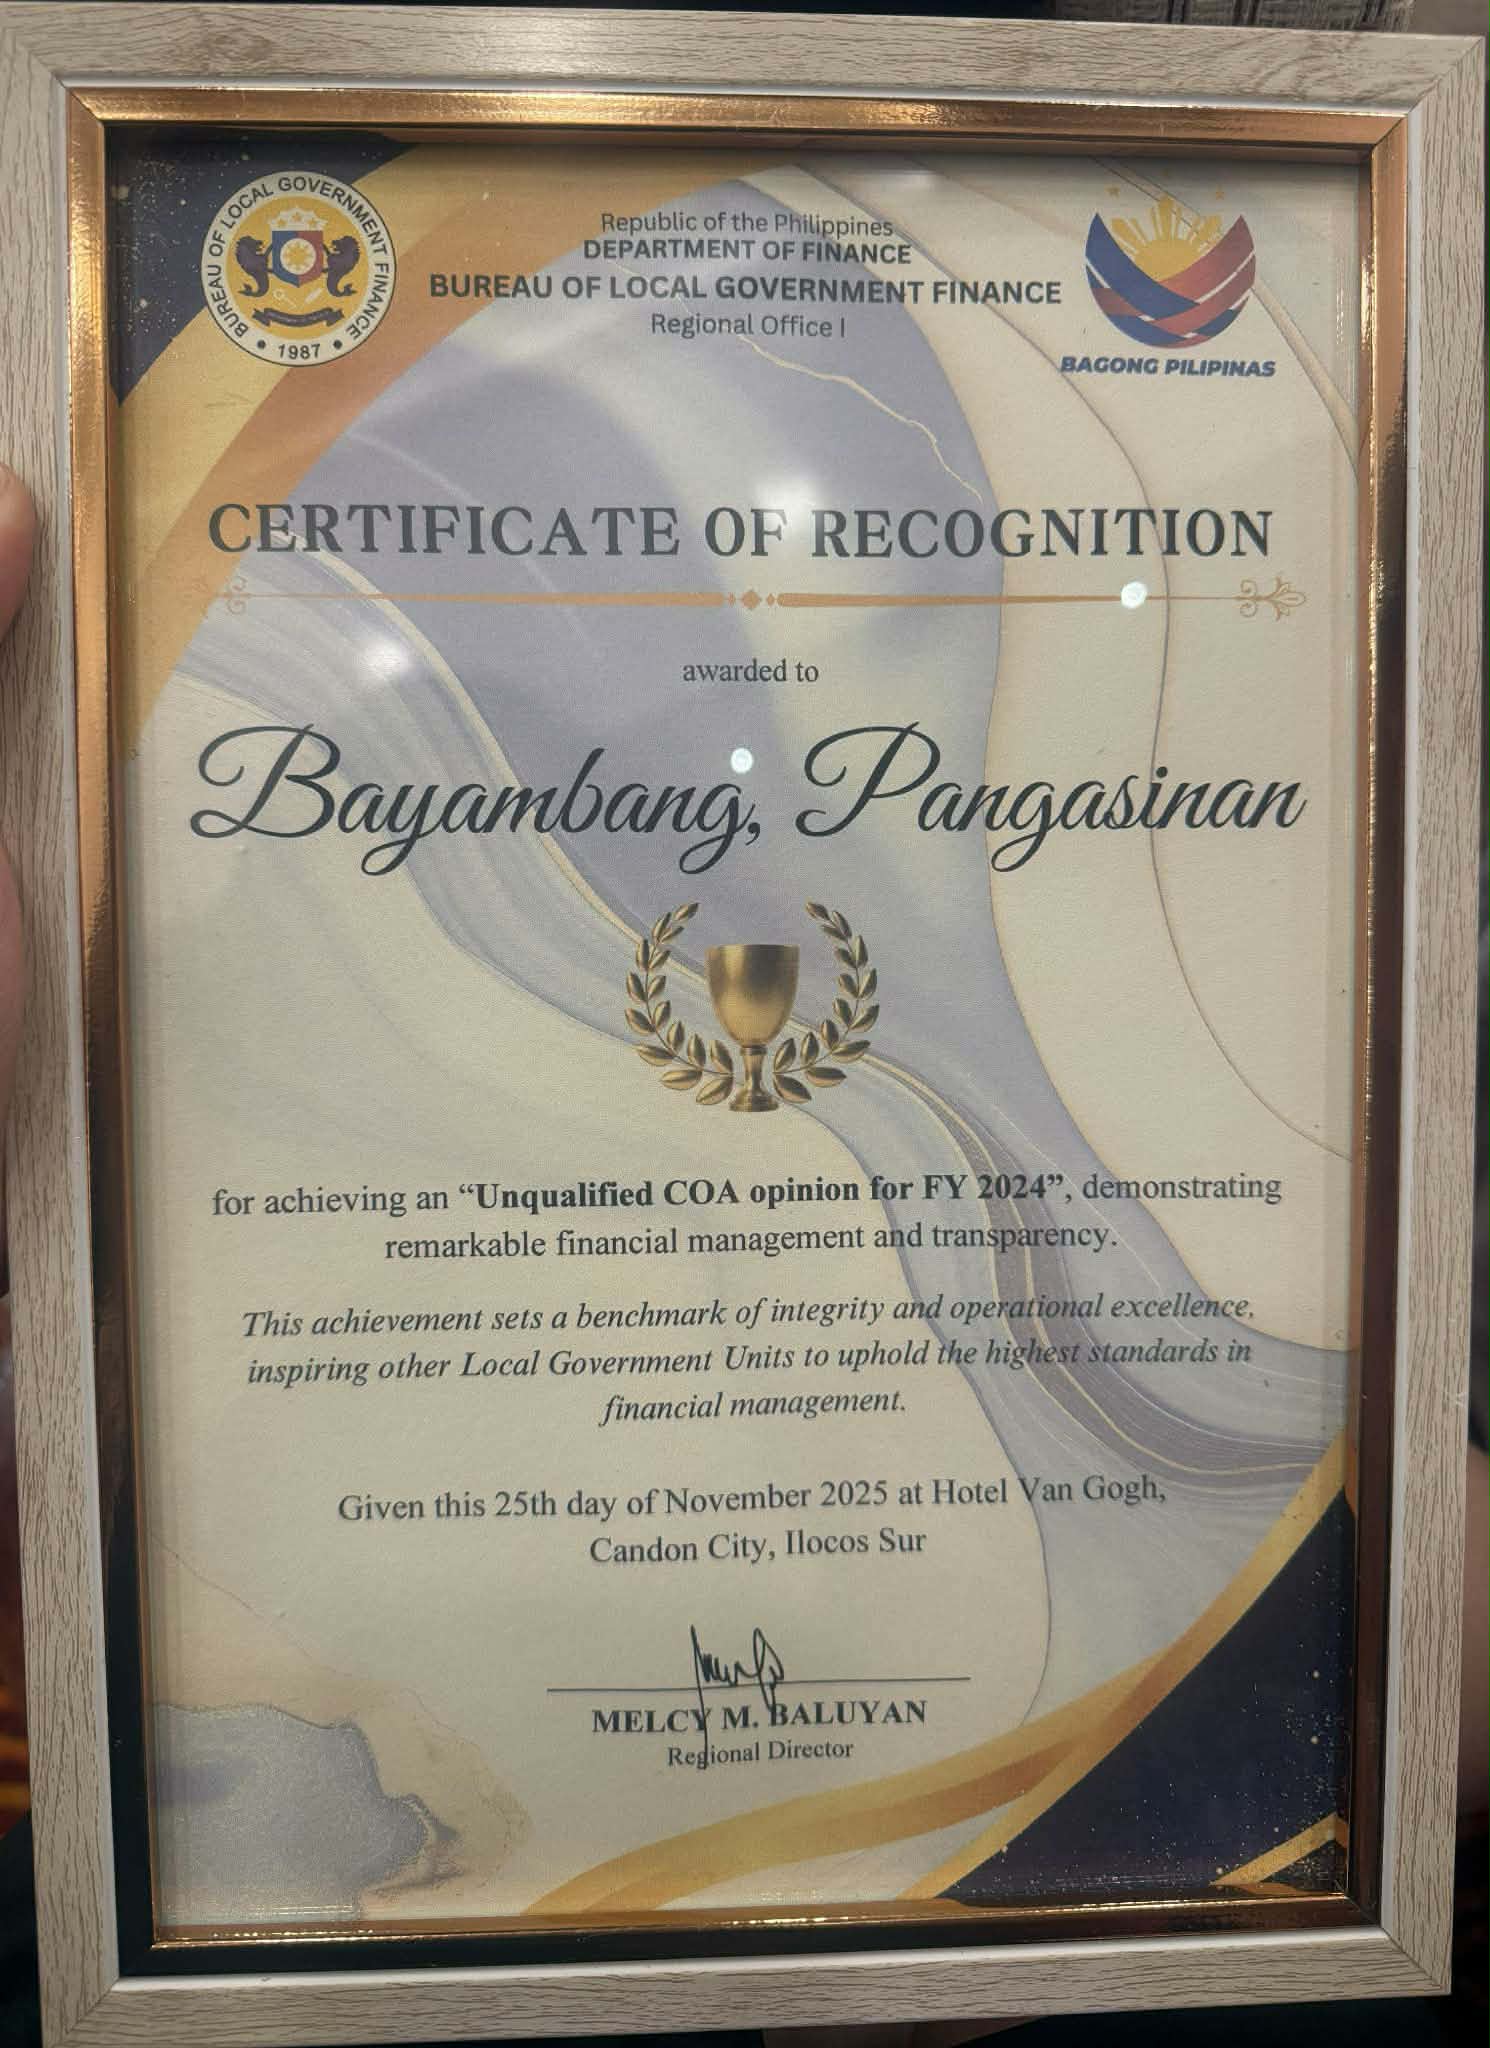 BUREAU OF LOCAL GOVERNMENT FINANCE
• 1987 •
Republic of the Philippines
DEPARTMENT OF FINANCE
BUREAU OF LOCAL GOVERNMENT FINANCE
Regional Office I
BAGONG PILIPINAS
CERTIFICATE OF RECOGNITION
awarded to
Bayambang, Pangasinan
for achieving an “Unqualified COA opinion for FY 2024”, demonstrating
remarkable financial management and transparency.
This achievement sets a benchmark of integrity and operational excellence,
inspiring other Local Government Units to uphold the highest standards in
financial management.
Given this 25th day of November 2025 at Hotel Van Gogh,
Candon City, Ilocos Sur
MELCY M. BALUYAN
Regional Director